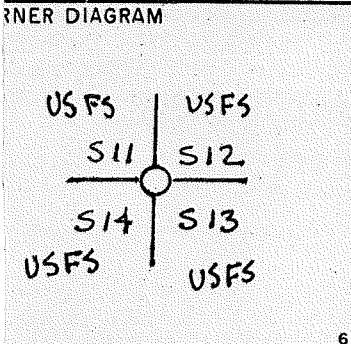 RNER DIAGRAM
USFS USFS
S11 S12
S14 S13
USFS USFS
6